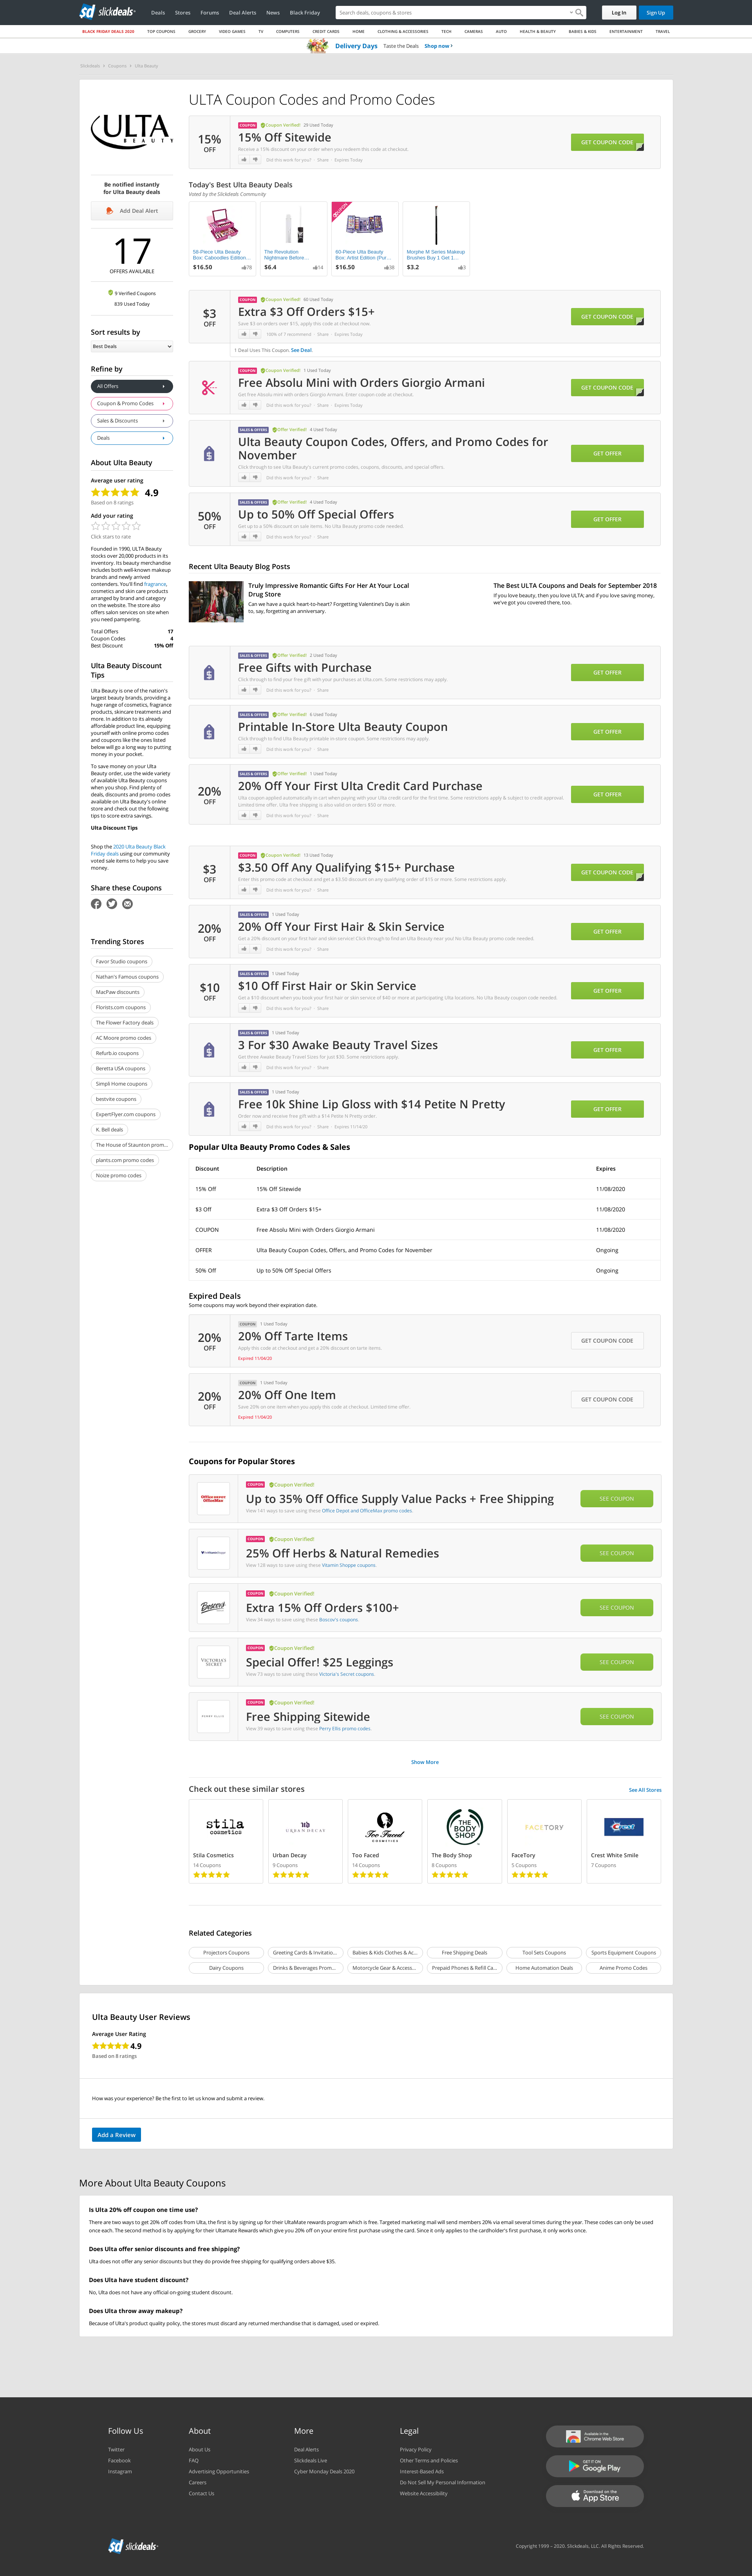 sd slickdeals
Deals Stores Forums Deal Alerts News Black Friday
Search deals, coupons & stores
Log In
Sign Up
BLACK FRIDAY DEALS 2020 TOP COUPONS GROCERY VIDEO GAMES TV COMPUTERS CREDIT CARDS HOME CLOTHING & ACCESSORIES TECH CAMERAS AUTO HEALTH & BEAUTY BABIES & KIDS ENTERTAINMENT TRAVEL
Delivery Days Taste the Deals Shop now
Slickdeals Coupons Ulta Beauty
ULTA
BEAUTY
Be notified instantly
for Ulta Beauty deals
Add Deal Alert
17
OFFERS AVAILABLE
9 Verified Coupons
839 Used Today
Sort results by
Best Deals
Refine by
All Offers
Coupon & Promo Codes
Sales & Discounts
Deals
About Ulta Beauty
Average user rating
4.9
Based on 8 ratings
Add your rating
Click stars to rate
Founded in 1990, ULTA Beauty
stocks over 20,000 products in its
inventory. Its beauty merchandise
includes both well-known makeup
brands and newly arrived
contenders. You'll find fragrance,
cosmetics and skin care products
arranged by brand and category
on the website. The store also
offers salon services on site when
you need pampering.
Total Offers 17
Coupon Codes 4
Best Discount 15% Off
Ulta Beauty Discount
Tips
Ulta Beauty is one of the nation's
largest beauty brands, providing a
huge range of cosmetics, fragrance
products, skincare treatments and
more. In addition to its already
affordable product line, equipping
yourself with online promo codes
and coupons like the ones listed
below will go a long way to putting
money in your pocket.
To save money on your Ulta
Beauty order, use the wide variety
of available Ulta Beauty coupons
when you shop. Find plenty of
deals, discounts and promo codes
available on Ulta Beauty's online
store and check out the following
tips to score extra savings.
Ulta Discount Tips
Shop the 2020 Ulta Beauty Black
Friday deals using our community
voted sale items to help you save
money.
Share these Coupons
Trending Stores
Favor Studio coupons
Nathan's Famous coupons
MacPaw discounts
Florists.com coupons
The Flower Factory deals
AC Moore promo codes
Refurb.io coupons
Beretta USA coupons
Simpli Home coupons
bestvite coupons
ExpertFlyer.com coupons
K. Bell deals
The House of Staunton prom...
plants.com promo codes
Noize promo codes
ULTA Coupon Codes and Promo Codes
15%
OFF
COUPON Coupon Verified! 29 Used Today
15% Off Sitewide
Receive a 15% discount on your order when you redeem this code at checkout.
Did this work for you? · Share · Expires Today
GET COUPON CODE
Today's Best Ulta Beauty Deals
Voted by the Slickdeals Community
58-Piece Ulta Beauty
Box: Caboodles Edition...
$16.50 78
The Revolution
Nightmare Before...
$6.4 14
COUPON
60-Piece Ulta Beauty
Box: Artist Edition (Pur...
$16.50 98
Morphe M Series Makeup
Brushes Buy 1 Get 1...
$3.2 3
$3
OFF
COUPON Coupon Verified! 60 Used Today
Extra $3 Off Orders $15+
Save $3 on orders over $15, apply this code at checkout now.
100% of 7 recommend · Share · Expires Today
GET COUPON CODE
1 Deal Uses This Coupon. See Deal.
COUPON Coupon Verified! 1 Used Today
Free Absolu Mini with Orders Giorgio Armani
Get free Absolu mini with orders Giorgio Armani. Enter coupon code at checkout.
Did this work for you? · Share · Expires Today
GET COUPON CODE
SALES & OFFERS Offer Verified! 4 Used Today
Ulta Beauty Coupon Codes, Offers, and Promo Codes for
November
Click through to see Ulta Beauty's current promo codes, coupons, discounts, and special offers.
Did this work for you? · Share
GET OFFER
50%
OFF
SALES & OFFERS Offer Verified! 4 Used Today
Up to 50% Off Special Offers
Get up to a 50% discount on sale items. No Ulta Beauty promo code needed.
Did this work for you? · Share
GET OFFER
Recent Ulta Beauty Blog Posts
Truly Impressive Romantic Gifts For Her At Your Local
Drug Store
Can we have a quick heart-to-heart? Forgetting Valentine's Day is akin
to, say, forgetting an anniversary.
The Best ULTA Coupons and Deals for September 2018
If you love beauty, then you love ULTA; and if you love saving money,
we've got you covered there, too.
SALES & OFFERS Offer Verified! 2 Used Today
Free Gifts with Purchase
Click through to find your free gift with your purchases at Ulta.com. Some restrictions may apply.
Did this work for you? · Share
GET OFFER
SALES & OFFERS Offer Verified! 6 Used Today
Printable In-Store Ulta Beauty Coupon
Click through to find Ulta Beauty printable in-store coupon. Some restrictions may apply.
Did this work for you? · Share
GET OFFER
20%
OFF
SALES & OFFERS Offer Verified! 1 Used Today
20% Off Your First Ulta Credit Card Purchase
Ulta coupon applied automatically in cart when paying with your Ulta credit card for the first time. Some restrictions apply & subject to credit approval.
Limited time offer. Ulta free shipping is also valid on orders $50 or more.
Did this work for you? · Share
GET OFFER
$3
OFF
COUPON Coupon Verified! 13 Used Today
$3.50 Off Any Qualifying $15+ Purchase
Enter this promo code at checkout and get a $3.50 discount on any qualifying order of $15 or more. Some restrictions apply.
Did this work for you? · Share
GET COUPON CODE
20%
OFF
SALES & OFFERS 1 Used Today
20% Off Your First Hair & Skin Service
Get a 20% discount on your first hair and skin service! Click through to find an Ulta Beauty near you! No Ulta Beauty promo code needed.
Did this work for you? · Share
GET OFFER
$10
OFF
SALES & OFFERS 1 Used Today
$10 Off First Hair or Skin Service
Get a $10 discount when you book your first hair or skin service of $40 or more at participating Ulta locations. No Ulta Beauty coupon code needed.
Did this work for you? · Share
GET OFFER
SALES & OFFERS 1 Used Today
3 For $30 Awake Beauty Travel Sizes
Get three Awake Beauty Travel Sizes for just $30. Some restrictions apply.
Did this work for you? · Share
GET OFFER
SALES & OFFERS 1 Used Today
Free 10k Shine Lip Gloss with $14 Petite N Pretty
Order now and receive free gift with a $14 Petite N Pretty order.
Did this work for you? · Share · Expires 11/14/20
GET OFFER
Popular Ulta Beauty Promo Codes & Sales
Discount Description Expires
15% Off 15% Off Sitewide 11/08/2020
$3 Off Extra $3 Off Orders $15+ 11/08/2020
COUPON Free Absolu Mini with Orders Giorgio Armani 11/08/2020
OFFER Ulta Beauty Coupon Codes, Offers, and Promo Codes for November Ongoing
50% Off Up to 50% Off Special Offers Ongoing
Expired Deals
Some coupons may work beyond their expiration date.
20%
OFF
COUPON 1 Used Today
20% Off Tarte Items
Apply this code at checkout and get a 20% discount on tarte items.
Expired 11/04/20
GET COUPON CODE
20%
OFF
COUPON 1 Used Today
20% Off One Item
Save 20% on one item when you apply this code at checkout. Limited time offer.
Expired 11/04/20
GET COUPON CODE
Coupons for Popular Stores
Office DEPOT
OfficeMax
COUPON Coupon Verified!
Up to 35% Off Office Supply Value Packs + Free Shipping
View 141 ways to save using these Office Depot and OfficeMax promo codes.
SEE COUPON
COUPON Coupon Verified!
25% Off Herbs & Natural Remedies
View 128 ways to save using these Vitamin Shoppe coupons.
SEE COUPON
Boscov's
COUPON Coupon Verified!
Extra 15% Off Orders $100+
View 34 ways to save using these Boscov's coupons.
SEE COUPON
VICTORIA'S
SECRET
COUPON Coupon Verified!
Special Offer! $25 Leggings
View 73 ways to save using these Victoria's Secret coupons.
SEE COUPON
PERRY ELLIS
COUPON Coupon Verified!
Free Shipping Sitewide
View 39 ways to save using these Perry Ellis promo codes.
SEE COUPON
Show More
Check out these similar stores
See All Stores
stila
cosmetics
Stila Cosmetics
14 Coupons
URBAN DECAY
Urban Decay
9 Coupons
Too Faced
COSMETICS
Too Faced
14 Coupons
THE
BODY
SHOP
The Body Shop
8 Coupons
FACETORY
FaceTory
5 Coupons
Crest
Crest White Smile
7 Coupons
Related Categories
Projectors Coupons
Greeting Cards & Invitatio...
Babies & Kids Clothes & Ac...
Free Shipping Deals
Tool Sets Coupons
Sports Equipment Coupons
Dairy Coupons
Drinks & Beverages Prom...
Motorcycle Gear & Access...
Prepaid Phones & Refill Ca...
Home Automation Deals
Anime Promo Codes
Ulta Beauty User Reviews
Average User Rating
4.9
Based on 8 ratings
How was your experience? Be the first to let us know and submit a review.
Add a Review
More About Ulta Beauty Coupons
Is Ulta 20% off coupon one time use?
There are two ways to get 20% off codes from Ulta, the first is by signing up for their UltaMate rewards program which is free. Targeted marketing mail will send members 20% via email several times during the year. These codes can only be used
once each. The second method is by applying for their Ultamate Rewards which give you 20% off on your entire first purchase using the card. Since it only applies to the cardholder's first purchase, it only works once.
Does Ulta offer senior discounts and free shipping?
Ulta does not offer any senior discounts but they do provide free shipping for qualifying orders above $35.
Does Ulta have student discount?
No, Ulta does not have any official on-going student discount.
Does Ulta throw away makeup?
Because of Ulta's product quality policy, the stores must discard any returned merchandise that is damaged, used or expired.
Follow Us
Twitter
Facebook
Instagram
About
About Us
FAQ
Advertising Opportunities
Careers
Contact Us
More
Deal Alerts
Slickdeals Live
Cyber Monday Deals 2020
Legal
Privacy Policy
Other Terms and Policies
Interest-Based Ads
Do Not Sell My Personal Information
Website Accessibility
Available in the
Chrome Web Store
GET IT ON
Google Play
Download on the
App Store
sd slickdeals
Copyright 1999 – 2020. Slickdeals, LLC. All Rights Reserved.